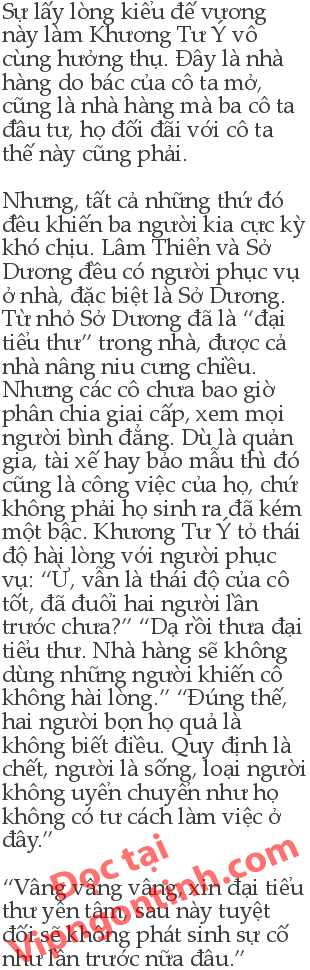 Sự lấy lòng kiểu đế vương
này làm Khương Tư Ý vô
cùng hưởng thụ. Đây là nhà
hàng do bác của cô ta mở,
cũng là nhà hàng mà ba cô ta
đầu tư, họ đối đãi với cô ta
thế này cũng phải.

Nhưng, tất cả những thứ đó
đều khiến ba người kia cực kỳ
khó chịu. Lâm Thiển và Sở
Dương đều có người phục vụ
ở nhà, đặc biệt là Sở Dương.
Từ nhỏ Sở Dương đã là “đại
tiểu thư” trong nhà, được cả
nhà nâng niu cưng chiều.
Nhưng các cô chưa bao giờ
phân chia giai cấp, xem mọi
người bình đẳng. Dù là quản
gia, tài xế hay bảo mẫu thì đó
cũng là công việc của họ, chứ
không phải họ sinh ra đã kém
một bậc. Khương Tư Ý tỏ thái
độ hài lòng với người phục
vụ: “Ừ, vẫn là thái độ của cô
tốt, đã đuổi hai người lần
trước chưa?” “Dạ rồi thưa đại
tiểu thư. Nhà hàng sẽ không
dùng những người khiến cô
không hài lòng.” “Đúng thế,
hai người bọn họ quả là
không biết điều. Quy định là
chết, người là sống, loại người
không uyển chuyển như họ
không có tư cách làm việc ở
đây.”

“Vâng vâng vâng, xin đại tiểu
thư yên tâm, sau này tuyệt
đối sẽ không phát sinh sự cố
như lần trước nữa đâu.”
Đọc tại
Vipngontinh.com